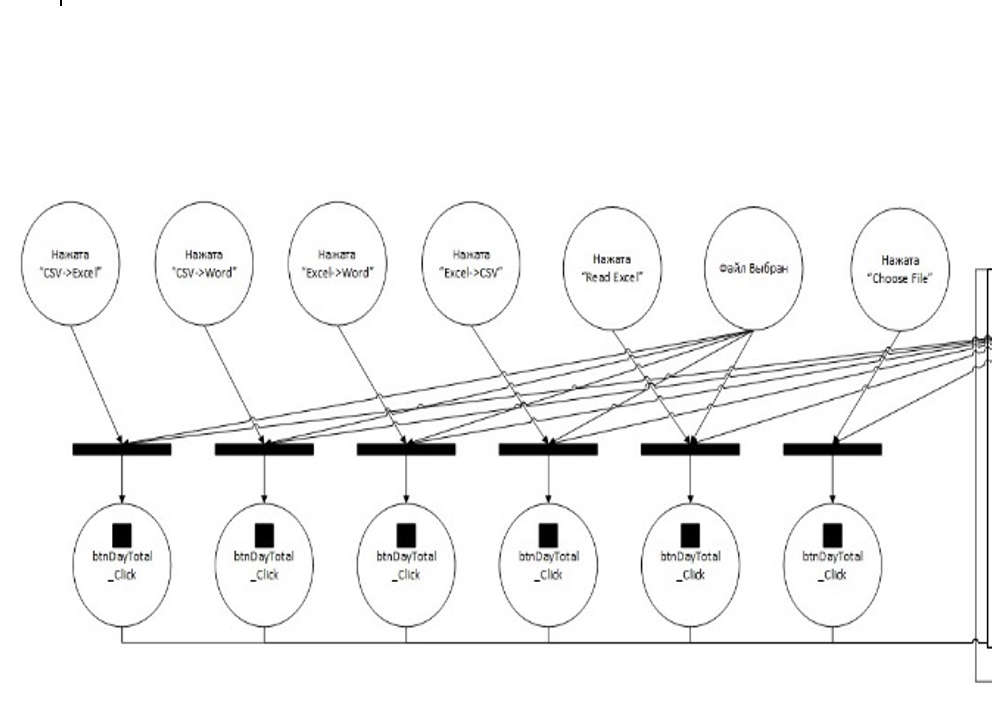 Нажата
“CSV->Excel”
Нажата
“CSV->Word”
Нажата
“Excel->Word”
Нажата
“Excel->CSV”
Нажата
“Read Excel”
Файл Выбран
Нажата
“Choose File”
btnDayTotal
_Click
btnDayTotal
_Click
btnDayTotal
_Click
btnDayTotal
_Click
btnDayTotal
_Click
btnDayTotal
_Click